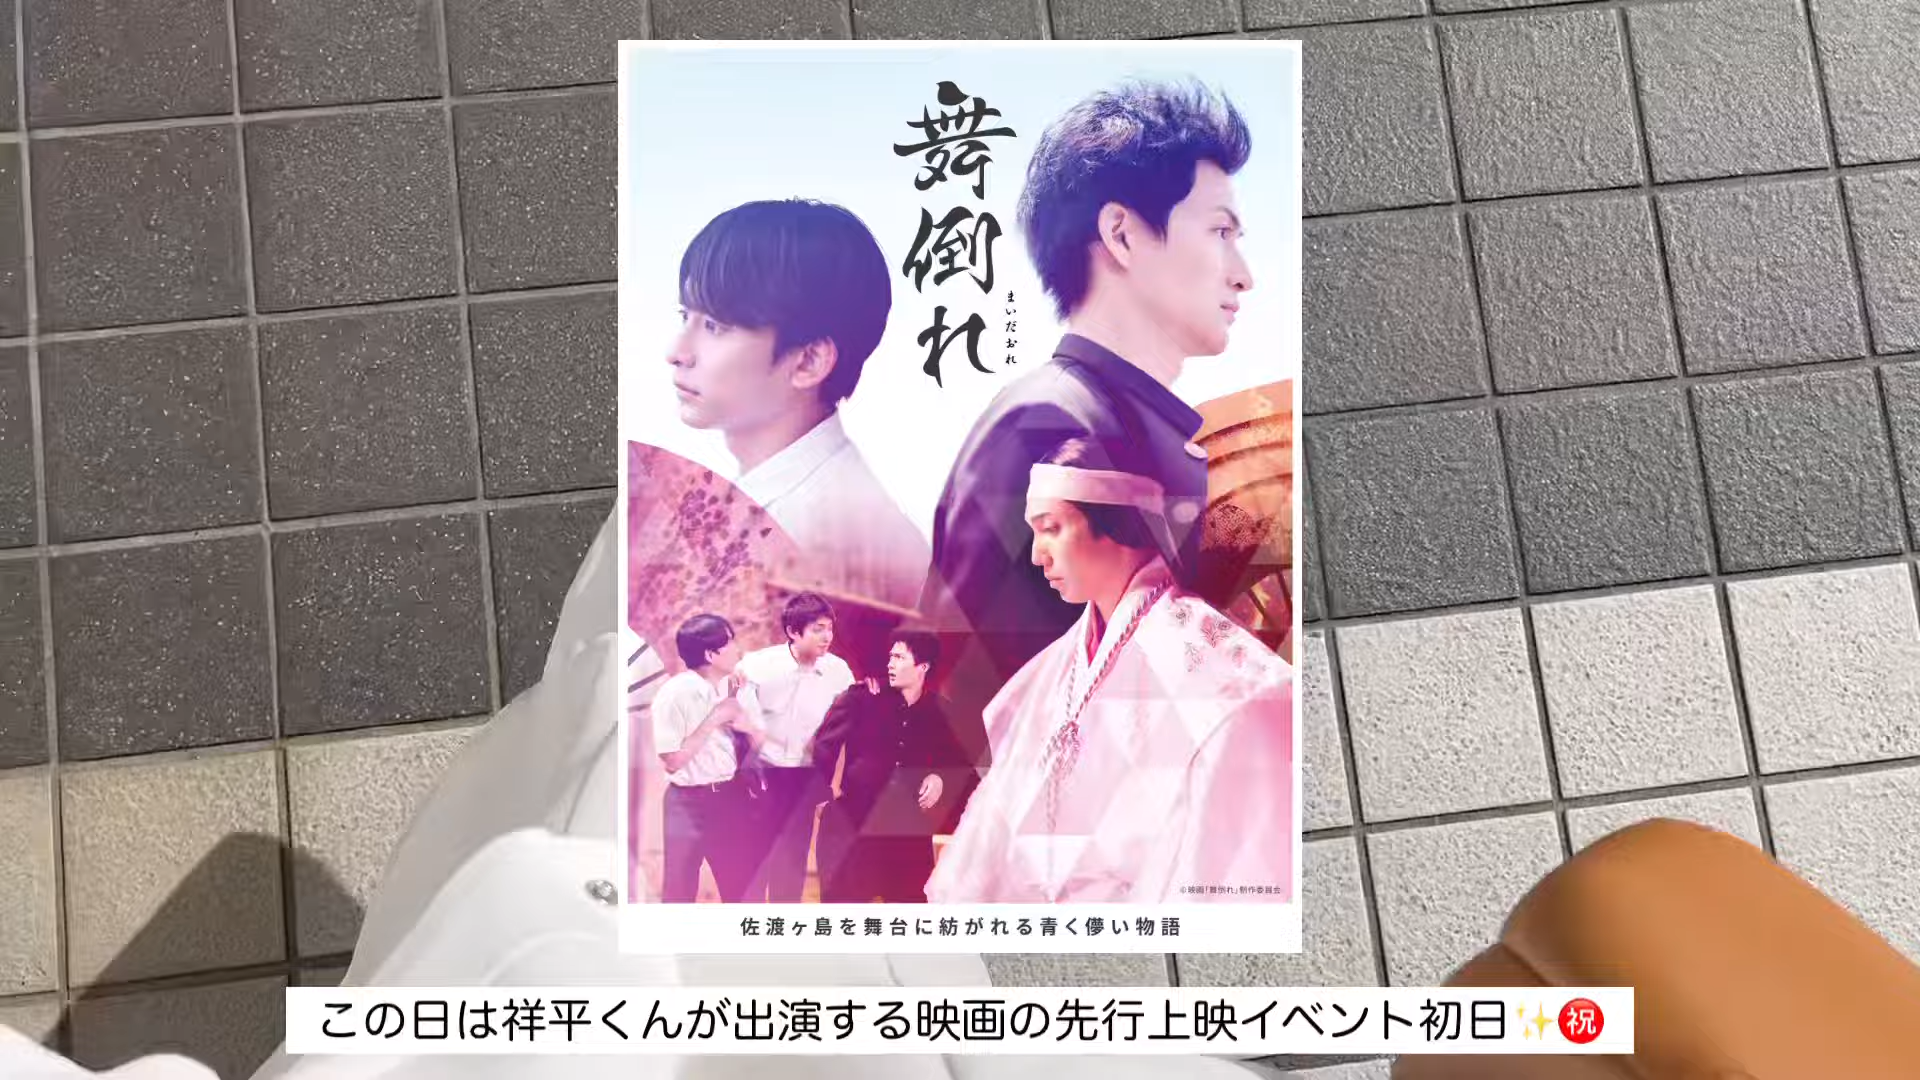 舞倒れ
まいだおれ
©映画「舞倒れ」制作委員会
佐渡ヶ島を舞台に紡がれる青く儚い物語
この日は祥平くんが出演する映画の先行上映イベント初日✨㊗️